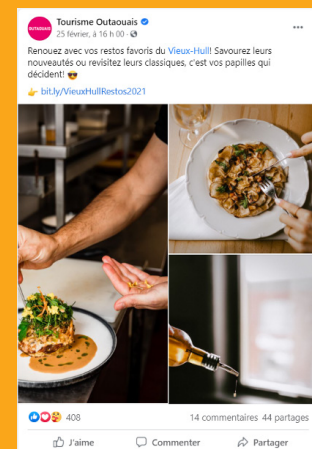 OUTAOUAIS
Tourisme Outaouais
25 février, à 16 h 00 ·
Renouez avec vos restos favoris du Vieux-Hull! Savourez leurs
nouveautés ou revisitez leurs classiques, c'est vos papilles qui
décident! 😎
👉 bit.ly/VieuxHullRestos2021
408
14 commentaires 44 partages
J'aime
Commenter
Partager